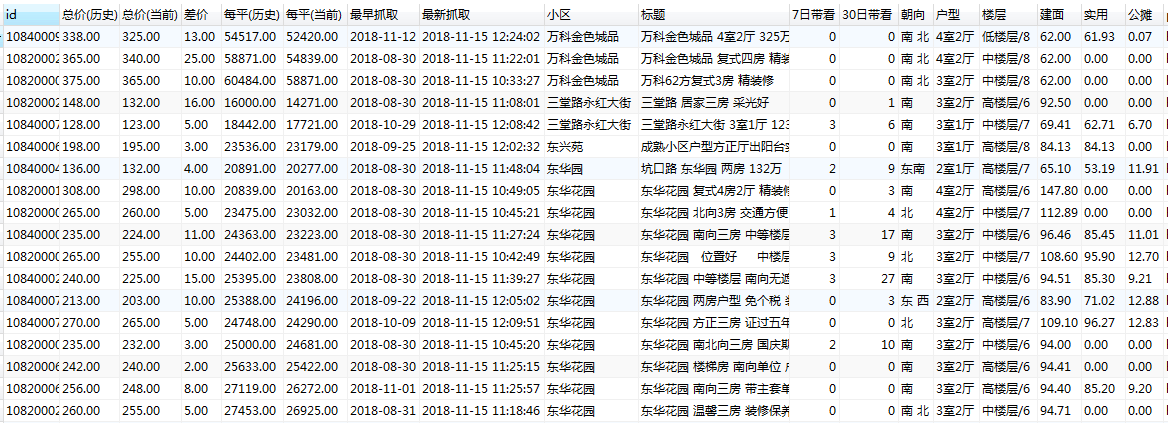 id 总价(历史) 总价(当前) 差价 每平(历史) 每平(当前) 最早抓取 最新抓取 小区 标题 7日带看 30日带看 朝向 户型 楼层 建面 实用 公摊
10840009 338.00 325.00 13.00 54517.00 52420.00 2018-11-12 2018-11-15 12:24:02 万科金色城品 万科金色城品 4室2厅 325万 0 0 南 北 4室2厅 低楼层/8 62.00 61.93 0.07
10820002 365.00 340.00 25.00 58871.00 54839.00 2018-08-30 2018-11-15 11:22:01 万科金色城品 万科金色城品 复式四房 精装 0 0 南 北 4室2厅 中楼层/8 62.00 0.00 0.00
10820000 375.00 365.00 10.00 60484.00 58871.00 2018-08-30 2018-11-15 10:33:27 万科金色城品 万科62方复式3房 精装修 0 0 南 北 3室2厅 中楼层/8 62.00 0.00 0.00
10820002 148.00 132.00 16.00 16000.00 14271.00 2018-08-30 2018-11-15 11:08:01 三堂路永红大街 三堂路 居家三房 采光好 0 1 南 3室2厅 高楼层/6 92.50 0.00 0.00
10840007 128.00 123.00 5.00 18442.00 17721.00 2018-10-29 2018-11-15 12:08:42 三堂路永红大街 三堂路永红大街 3室1厅 123 3 6 南 3室1厅 中楼层/7 69.41 62.71 6.70
10840006 198.00 195.00 3.00 23536.00 23179.00 2018-09-25 2018-11-15 12:02:32 东兴苑 成熟小区户型方正厅出阳台 0 0 南 3室1厅 高楼层/8 84.13 84.13 0.00
10840004 136.00 132.00 4.00 20891.00 20277.00 2018-08-30 2018-11-15 11:48:04 东华园 坑口路 东华园 两房 132万 2 9 东南 2室1厅 高楼层/7 65.10 53.19 11.91
10820001 308.00 298.00 10.00 20839.00 20163.00 2018-08-30 2018-11-15 10:49:05 东华花园 东华花园 复式4房2厅 精装修 0 3 南 4室2厅 高楼层/6 147.80 0.00 0.00
10820000 265.00 260.00 5.00 23475.00 23032.00 2018-08-30 2018-11-15 10:45:21 东华花园 东华花园 北向3房 交通方便 1 4 北 4室2厅 中楼层/7 112.89 0.00 0.00
10840000 235.00 224.00 11.00 24363.00 23223.00 2018-08-30 2018-11-15 11:27:24 东华花园 东华花园 南向三房 中等楼层 3 17 南 3室2厅 中楼层/6 96.46 85.45 11.01
10820000 265.00 255.00 10.00 24402.00 23481.00 2018-08-30 2018-11-15 10:42:49 东华花园 东华花园 位置好 中楼层 3 9 北 3室2厅 中楼层/7 108.60 95.90 12.70
10840000 240.00 225.00 15.00 25395.00 23808.00 2018-08-30 2018-11-15 11:39:27 东华花园 东华花园 中等楼层 南向无遮 3 27 南 3室2厅 中楼层/6 94.51 85.30 9.21
10840007 213.00 203.00 10.00 25388.00 24196.00 2018-09-22 2018-11-15 12:05:02 东华花园 东华花园 两房户型 免个税 0 3 东 西 2室2厅 高楼层/6 83.90 71.02 12.88
10840007 270.00 265.00 5.00 24748.00 24290.00 2018-10-09 2018-11-15 12:09:51 东华花园 东华花园 方正三房 证过五年 0 0 北 3室2厅 高楼层/7 109.10 96.27 12.83
10820000 235.00 232.00 3.00 25000.00 24681.00 2018-08-30 2018-11-15 10:45:20 东华花园 东华花园 南北向三房 国庆期 2 10 南 3室2厅 高楼层/6 94.00 0.00 0.00
10820006 242.00 240.00 2.00 25633.00 25422.00 2018-08-30 2018-11-15 11:25:15 东华花园 东华花园 楼梯房 南向单位 0 0 南 3室2厅 高楼层/6 94.41 0.00 0.00
10820006 256.00 248.00 8.00 27119.00 26272.00 2018-11-01 2018-11-15 11:25:57 东华花园 东华花园 南向三房 带主套单 0 0 南 3室2厅 高楼层/6 94.40 85.20 9.20
10820002 260.00 255.00 5.00 27453.00 26925.00 2018-08-31 2018-11-15 11:18:46 东华花园 东华花园 温馨三房 装修保养 0 0 南 北 3室2厅 中楼层/6 94.71 0.00 0.00